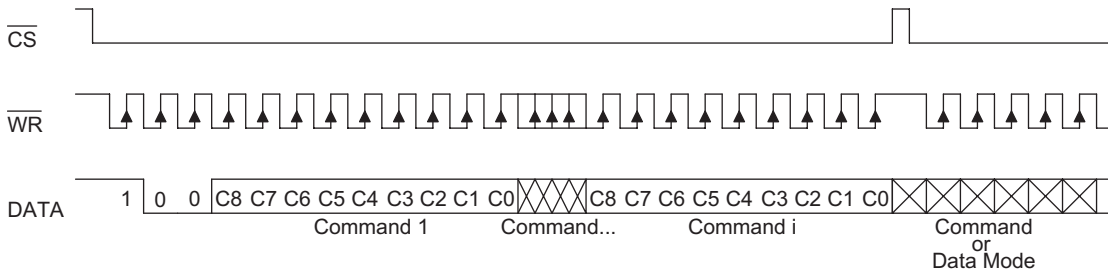 CS
WR
DATA 1 0 0 C8 C7 C6 C5 C4 C3 C2 C1 C0 C8 C7 C6 C5 C4 C3 C2 C1 C0
Command 1 Command... Command i Command
or
Data Mode